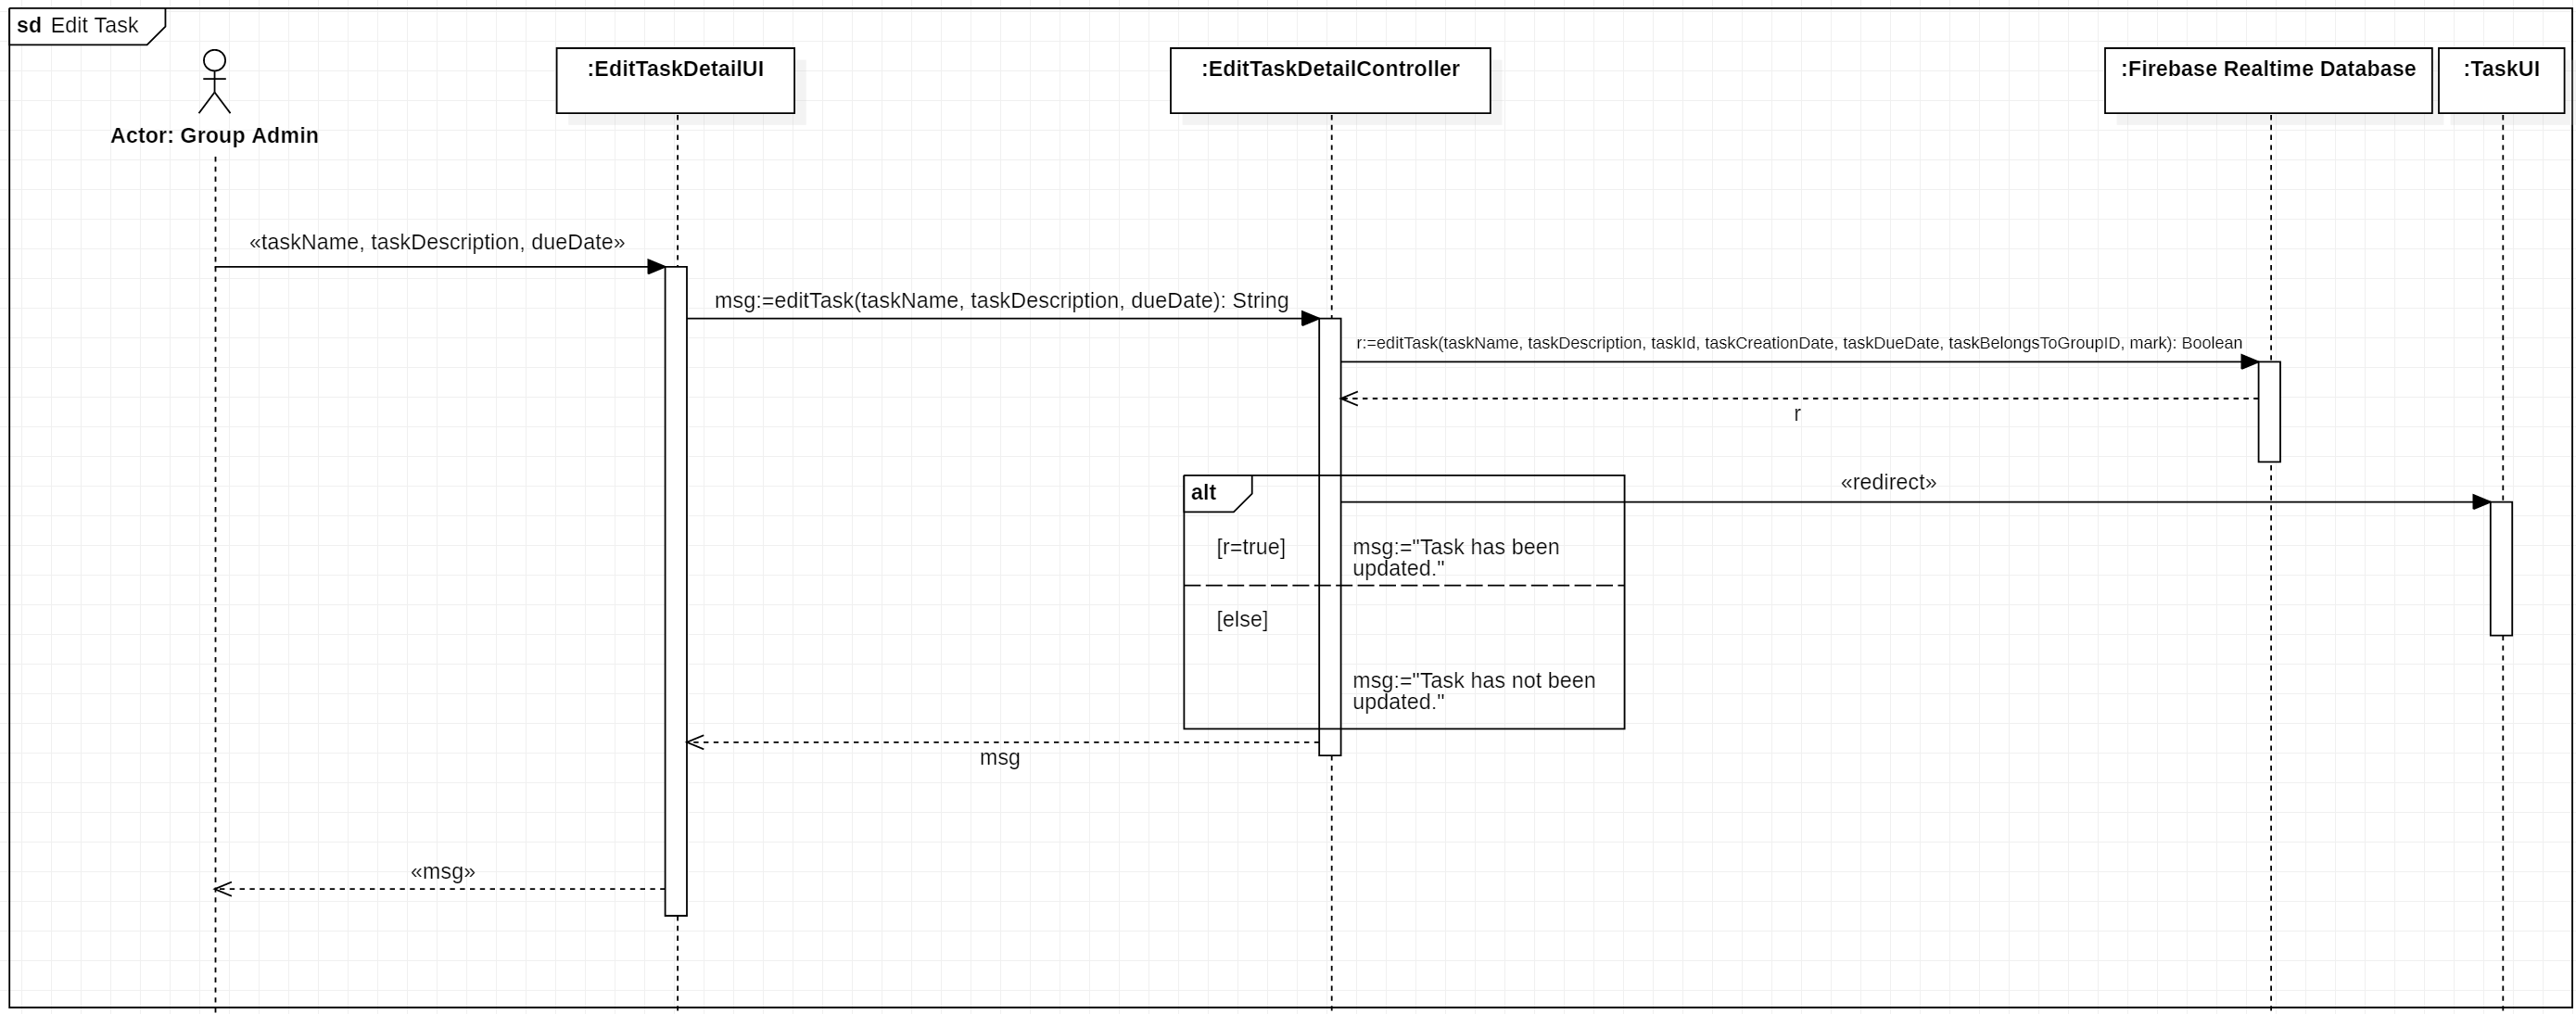 sd Edit Task
:EditTaskDetailUI
:EditTaskDetailController
:Firebase Realtime Database
:TaskUI
Actor: Group Admin
«taskName, taskDescription, dueDate»
msg:=editTask(taskName, taskDescription, dueDate): String
r:=editTask(taskName, taskDescription, taskId, taskCreationDate, taskDueDate, taskBelongsToGroupID, mark): Boolean
r
«redirect»
alt
[r=true]
msg:="Task has been
updated."
[else]
msg:="Task has not been
updated."
msg
«msg»